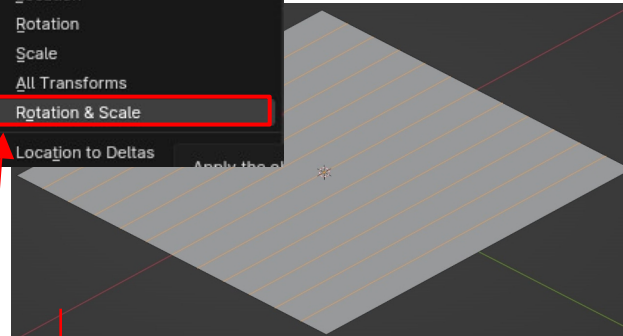 Rotation
Scale
All Transforms
Rotation & Scale
Location to Deltas
Apply the